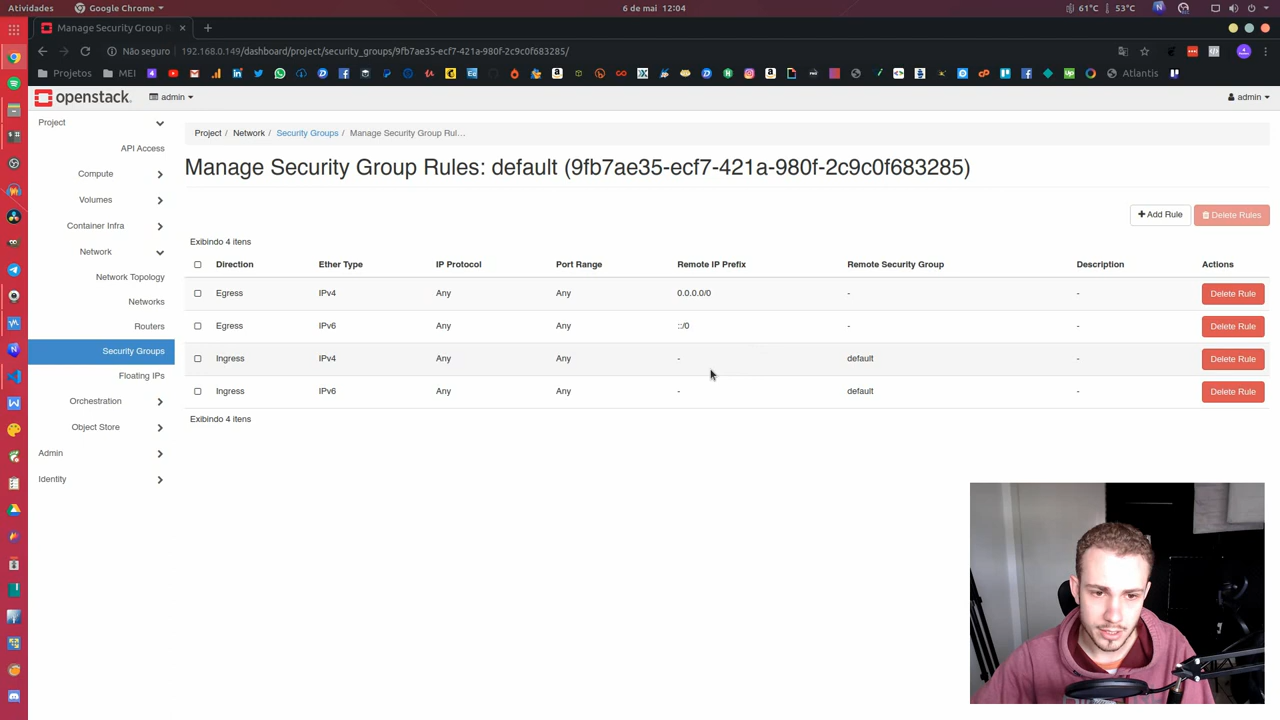 Atividades
Google Chrome
6 de mai 12:04
61°C
53°C
Manage Security Group R
Não seguro
192.168.0.149/dashboard/project/security_groups/9fb7ae35-ecf7-421a-980f-2c9c0f683285/
Projetos
MEI
Atlantis
openstack.
admin
admin
Project
API Access
Compute
Volumes
Container Infra
Network
Network Topology
Networks
Routers
Security Groups
Floating IPs
Orchestration
Object Store
Admin
Identity
Project / Network / Security Groups / Manage Security Group Rul…
Manage Security Group Rules: default (9fb7ae35-ecf7-421a-980f-2c9c0f683285)
+ Add Rule
Delete Rules
Exibindo 4 itens
Direction Ether Type IP Protocol Port Range Remote IP Prefix Remote Security Group Description Actions
Egress IPv4 Any Any 0.0.0.0/0 - - Delete Rule
Egress IPv6 Any Any ::/0 - - Delete Rule
Ingress IPv4 Any Any - default - Delete Rule
Ingress IPv6 Any Any - default - Delete Rule
Exibindo 4 itens